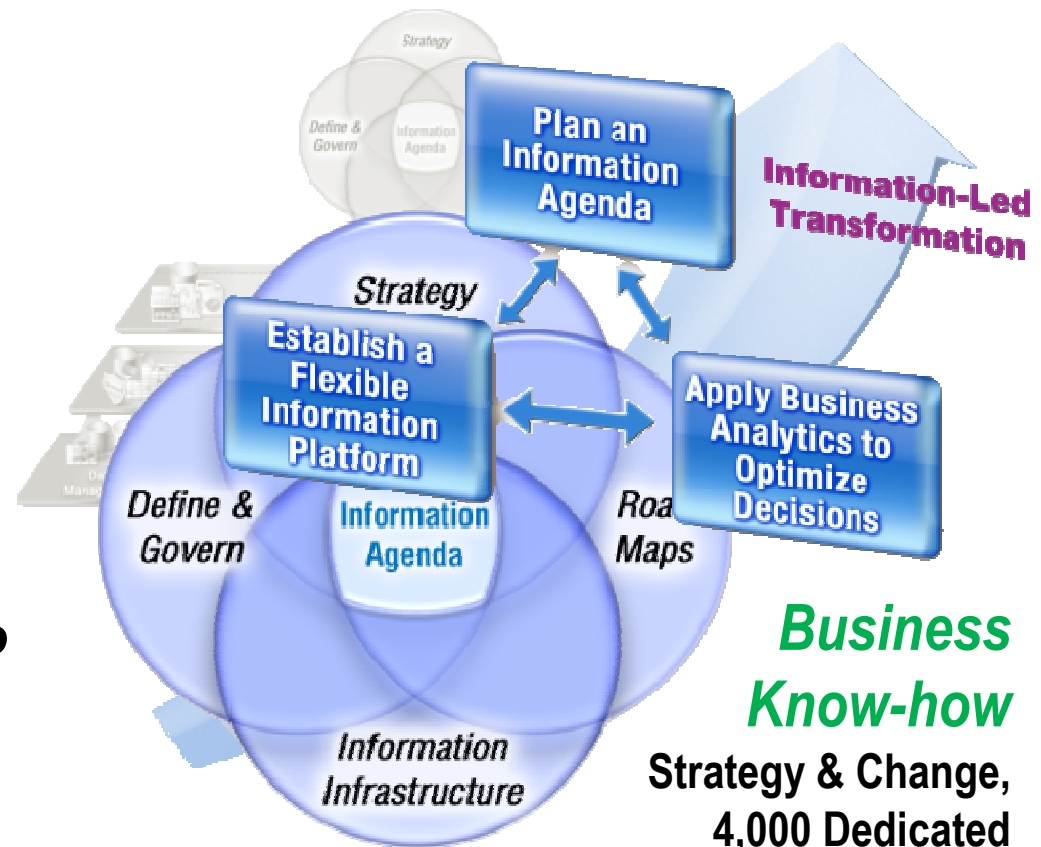 Strategy
Define &
Govern
Information
Agenda
Plan an
Information
Agenda
Information-Led
Transformation
Strategy
Establish a
Flexible
Information
Platform
Apply Business
Analytics to
Optimize
Decisions
Define &
Govern
Information
Agenda
Maps
Information
Infrastructure
Business
Know-how
Strategy & Change,
4,000 Dedicated